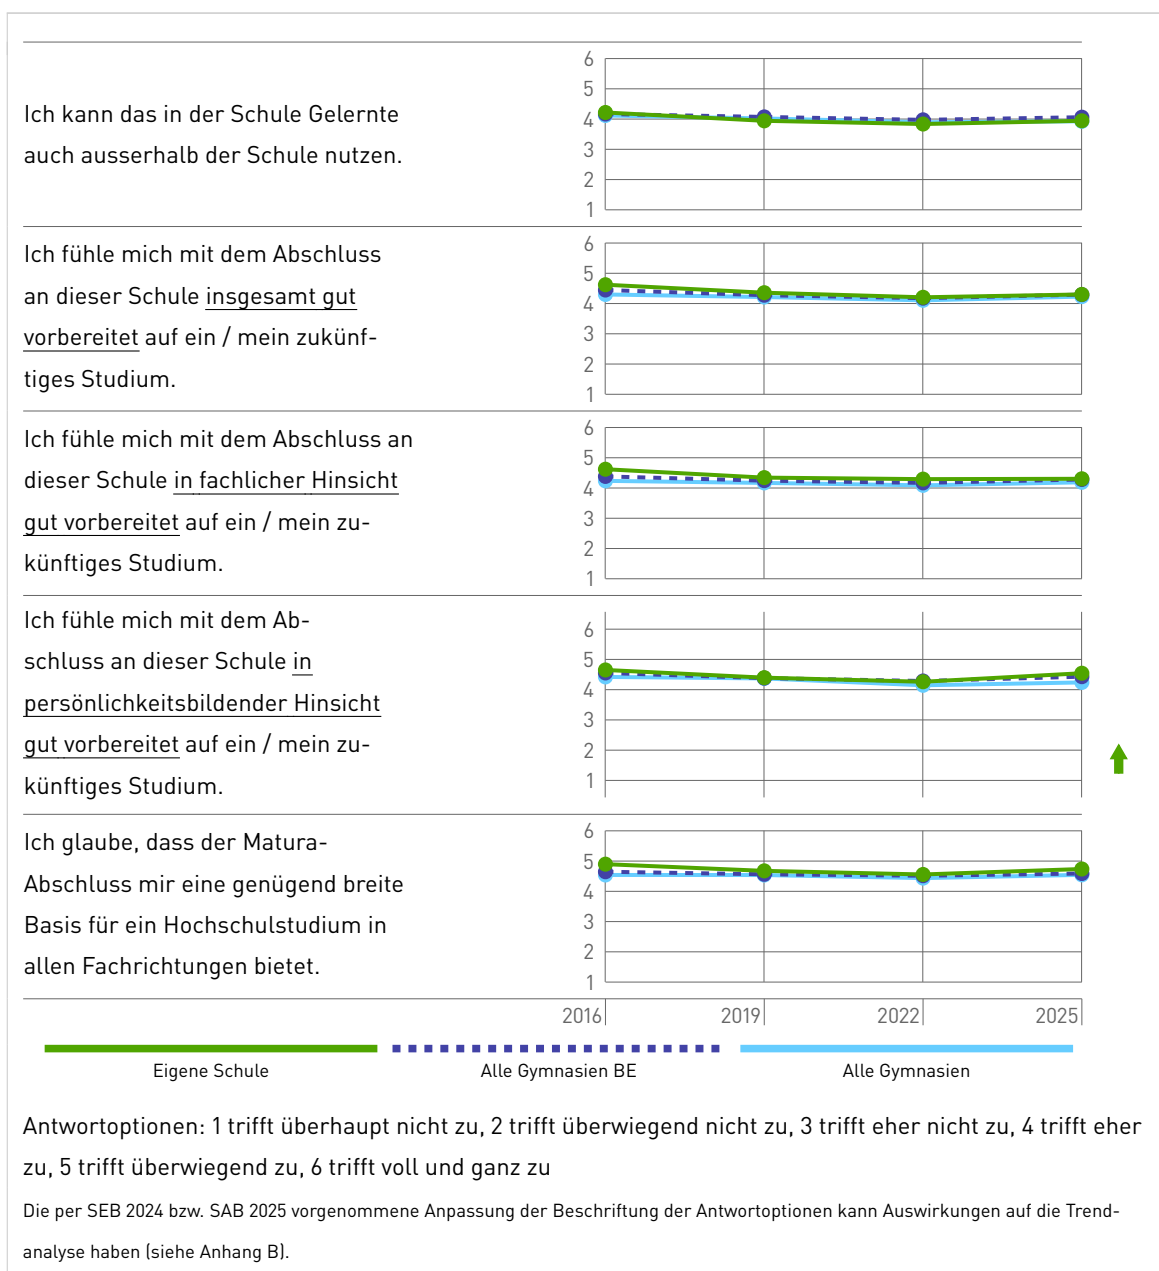 6
5
Ich kann das in der Schule Gelernte
4
auch ausserhalb der Schule nutzen.
3
2
1
6
Ich fühle mich mit dem Abschluss
5
an dieser Schule insgesamt gut
4
vorbereitet auf ein / mein zukünf-
3
2
tiges Studium.
1
6
Ich fühle mich mit dem Abschluss an
5
dieser Schule in fachlicher Hinsicht
4
gut vorbereitet auf ein / mein zu-
3
2
künftiges Studium.
1
Ich fühle mich mit dem Ab-
6
schluss an dieser Schule in
5
persönlichkeitsbildender Hinsicht
4
3
gut vorbereitet auf ein / mein zu-
2
künftiges Studium.
1
6
Ich glaube, dass der Matura-
5
Abschluss mir eine genügend breite
4
Basis für ein Hochschulstudium in
3
allen Fachrichtungen bietet.
2
1
2016 2019 2022 2025
Eigene Schule Alle Gymnasien BE Alle Gymnasien
Antwortoptionen: 1 trifft überhaupt nicht zu, 2 trifft überwiegend nicht zu, 3 trifft eher nicht zu, 4 trifft eher
zu, 5 trifft überwiegend zu, 6 trifft voll und ganz zu
Die per SEB 2024 bzw. SAB 2025 vorgenommene Anpassung der Beschriftung der Antwortoptionen kann Auswirkungen auf die Trend-
analyse haben (siehe Anhang B).